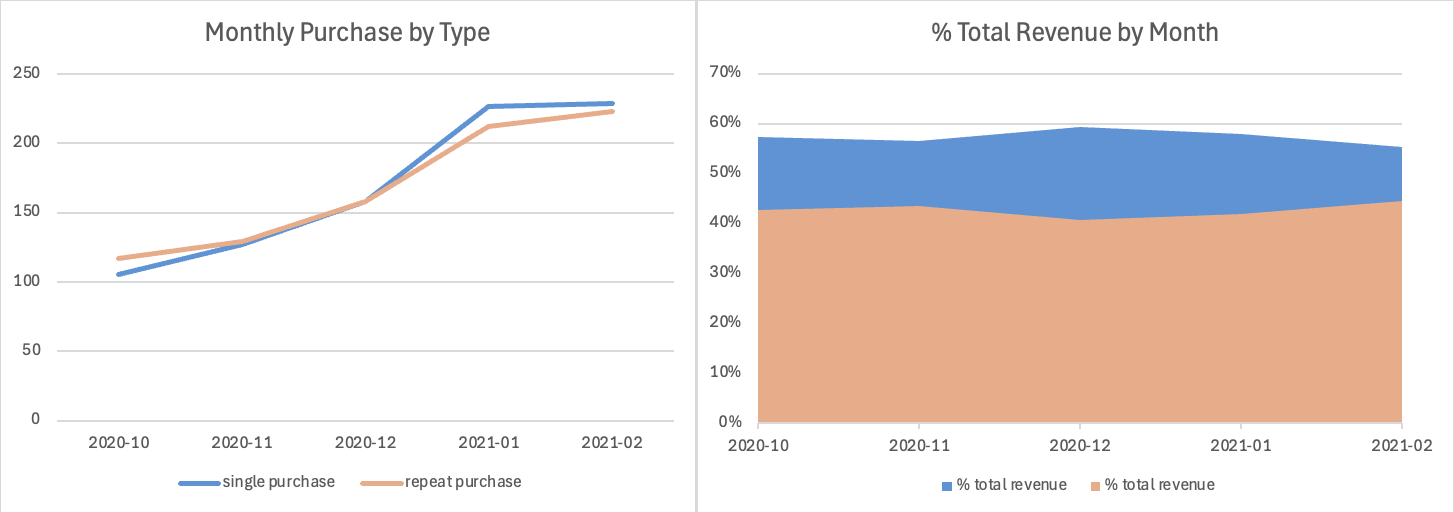 Monthly Purchase by Type
250
200
150
100
50
0
2020-10 2020-11 2020-12 2021-01 2021-02
single purchase repeat purchase
% Total Revenue by Month
70%
60%
50%
40%
30%
20%
10%
0%
2020-10 2020-11 2020-12 2021-01 2021-02
% total revenue % total revenue